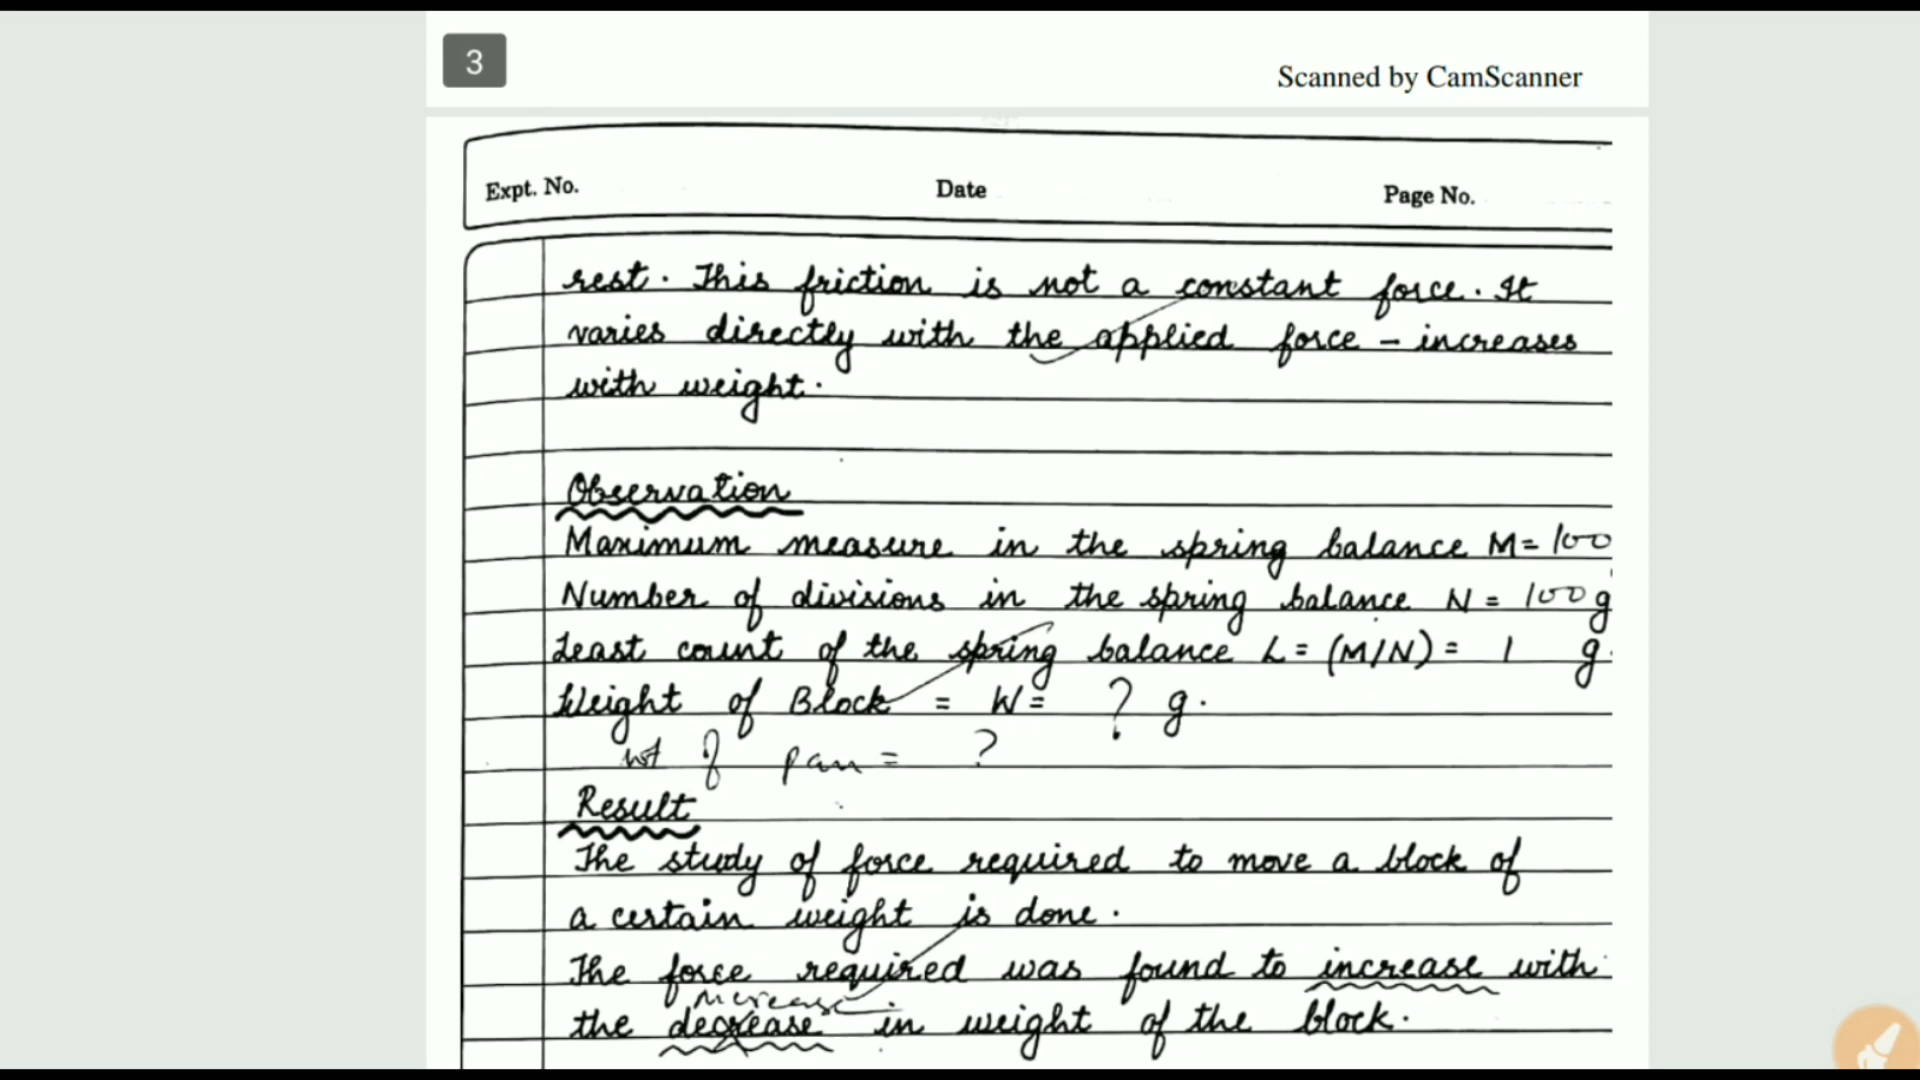 3
Scanned by CamScanner
Expt. No. Date Page No.
rest. This friction is not a constant force. It
varies directly with the applied force - increases
with weight.
Observation
Maximum measure in the spring balance M = 100
Number of divisions in the spring balance N = 100 g
Least count of the spring balance L = (M/N) = 1 g.
Weight of Block = W = ? g.
wt of pan = ?
Result
The study of force required to move a block of
a certain weight is done.
The force required was found to increase with
increase
the decrease in weight of the block.